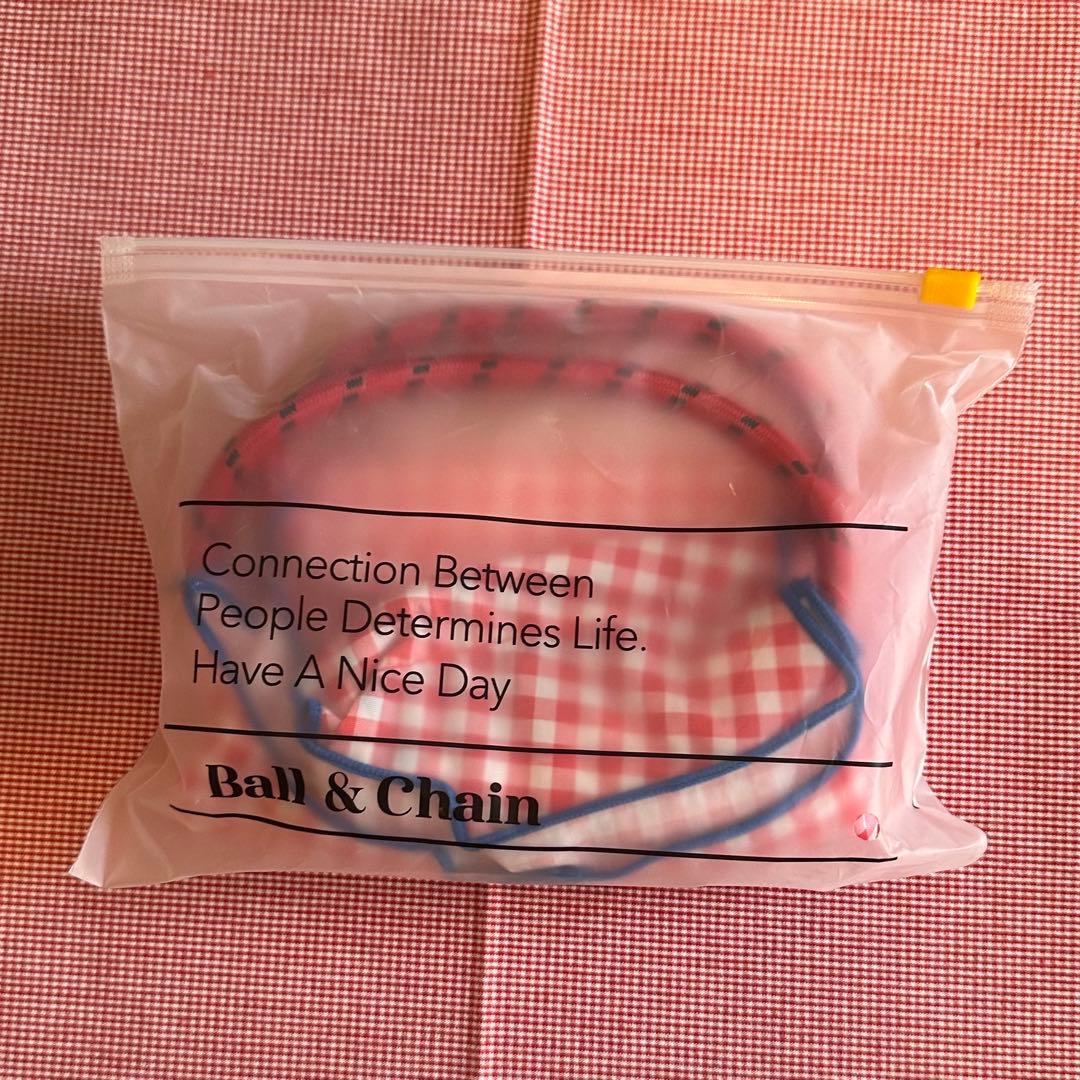 Connection Between
People Determines Life.
Have A Nice Day
Ball & Chain